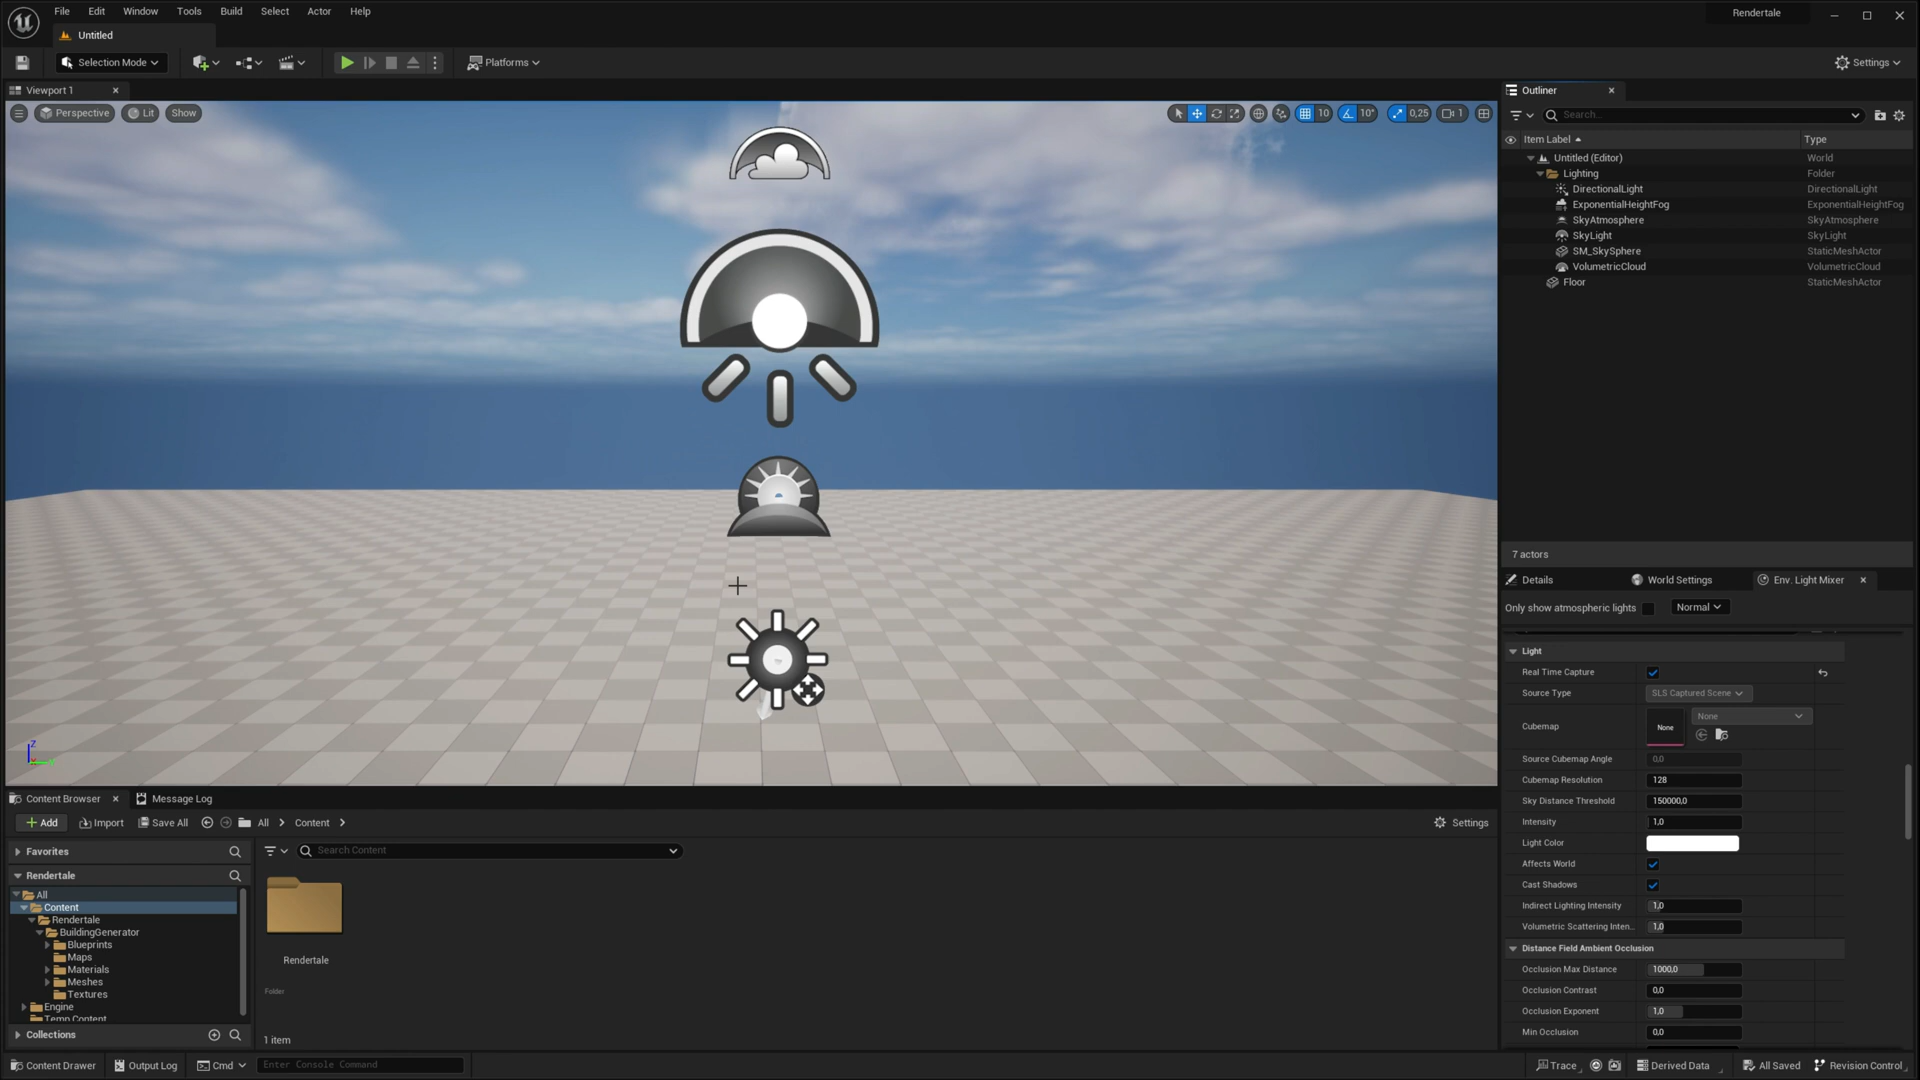 File Edit Window Tools Build Select Actor Help Rendertale
Untitled
Selection Mode Platforms Settings
Viewport 1
Perspective Lit Show 10 10° 0,25 1
Outliner
Search...
Item Label Type
Untitled (Editor) World
Lighting Folder
DirectionalLight DirectionalLight
ExponentialHeightFog ExponentialHeightFog
SkyAtmosphere SkyAtmosphere
SkyLight SkyLight
SM_SkySphere StaticMeshActor
VolumetricCloud VolumetricCloud
Floor StaticMeshActor
7 actors
Details World Settings Env. Light Mixer
Only show atmospheric lights Normal
Light
Real Time Capture
Source Type SLS Captured Scene
Cubemap None None
Source Cubemap Angle 0,0
Cubemap Resolution 128
Sky Distance Threshold 150000,0
Intensity 1,0
Light Color
Affects World
Cast Shadows
Indirect Lighting Intensity 1,0
Volumetric Scattering Inten.. 1,0
Distance Field Ambient Occlusion
Occlusion Max Distance 1000,0
Occlusion Contrast 0,0
Occlusion Exponent 1,0
Min Occlusion 0,0
Z
Content Browser Message Log
Add Import Save All All Content Settings
Favorites
Search Content
Rendertale
All
Content
Rendertale
BuildingGenerator
Blueprints
Maps
Materials
Meshes
Textures
Engine
Temp Content
Collections
Rendertale
Folder
1 item
Content Drawer Output Log Cmd Enter Console Command Trace Derived Data All Saved Revision Control